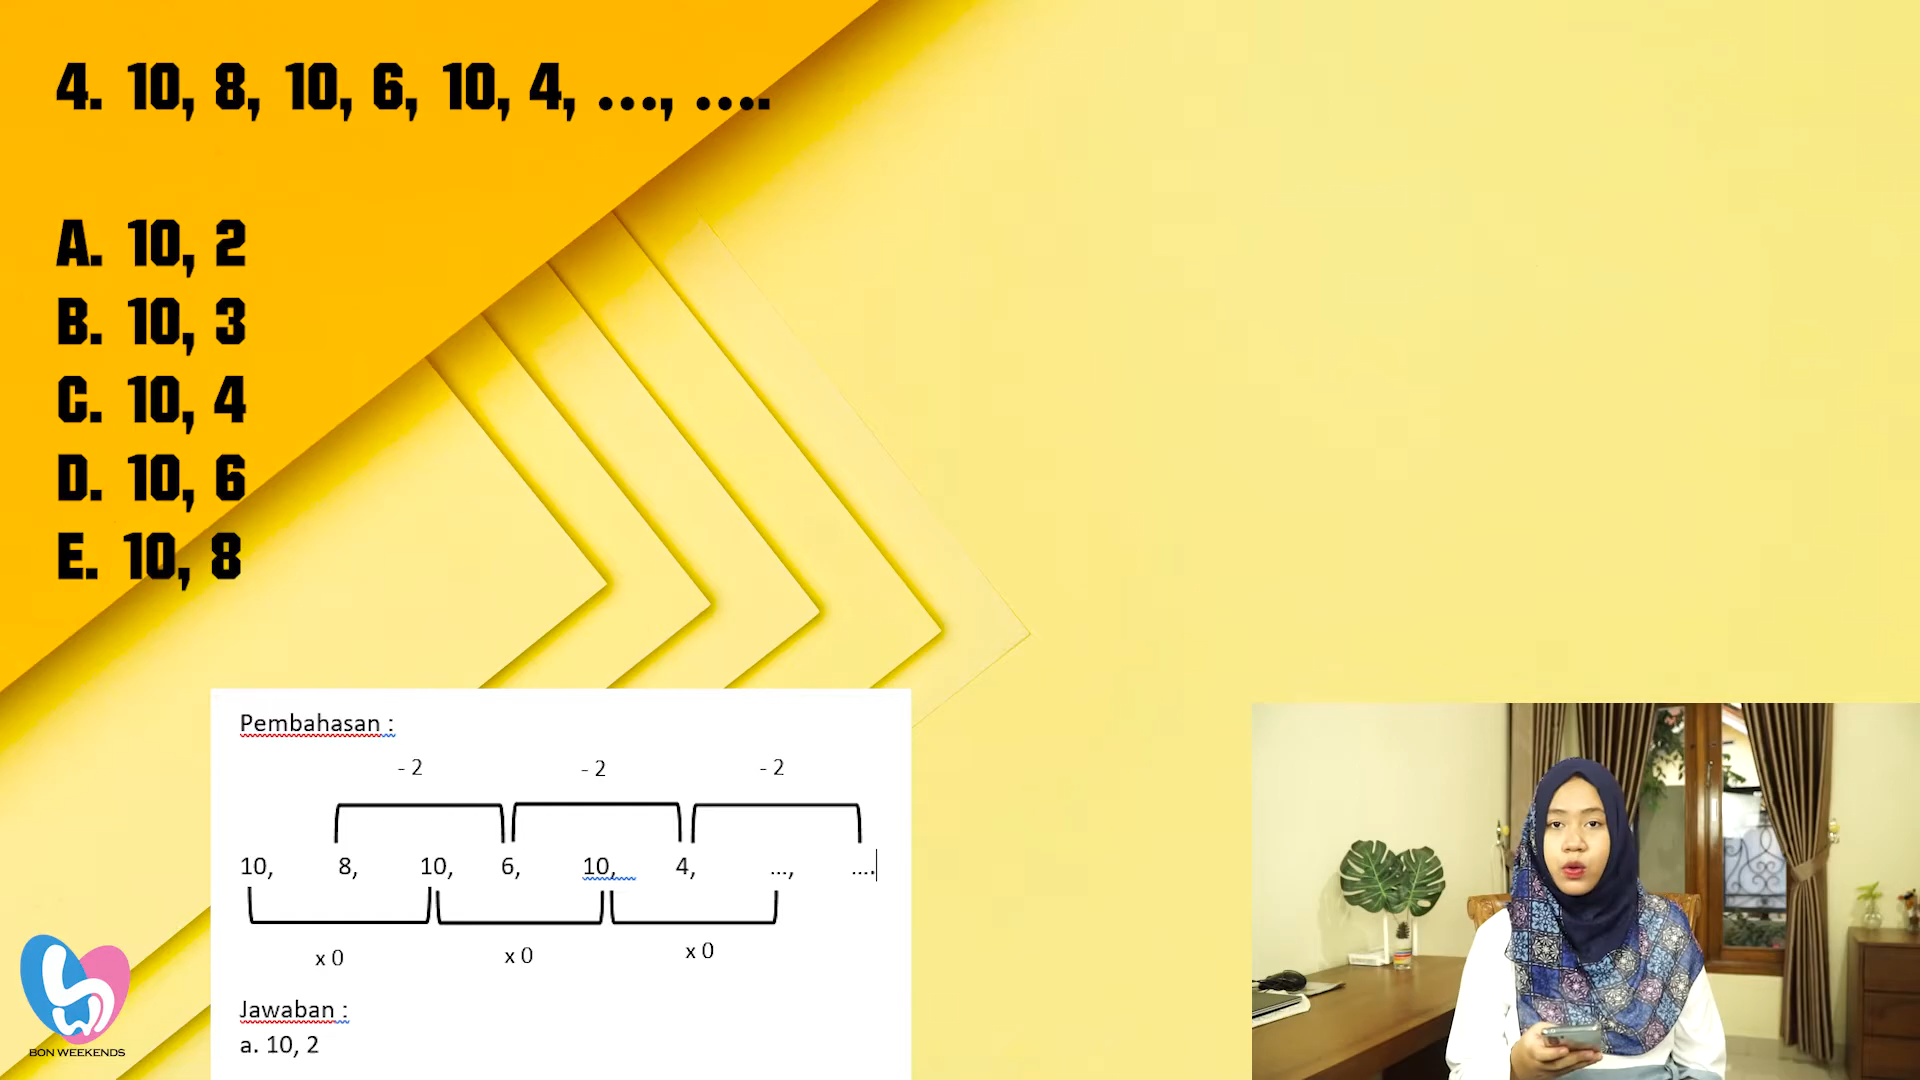 4. 10, 8, 10, 6, 10, 4, ..., ....
A. 10, 2
B. 10, 3
C. 10, 4
D. 10, 6
E. 10, 8
Pembahasan :
- 2 - 2 - 2
10, 8, 10, 6, 10, 4, ..., ....
x 0 x 0 x 0
Jawaban :
a. 10, 2
BON WEEKENDS